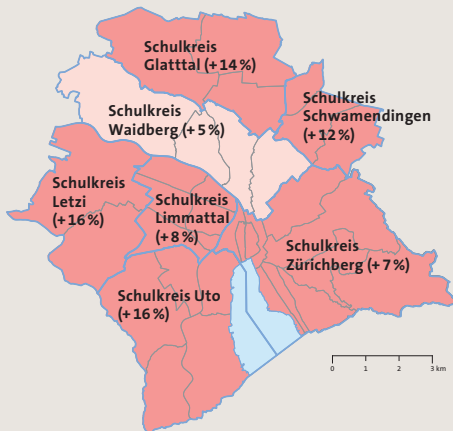 Schulkreis
Glatttal (+14 %)
Schulkreis
Schwamendingen
(+12 %)
Schulkreis
Waidberg (+5 %)
Schulkreis
Letzi
(+16 %)
Schulkreis
Limmattal
(+8 %)
Schulkreis
Zürichberg (+7 %)
Schulkreis Uto
(+16 %)
0 1 2 3 km